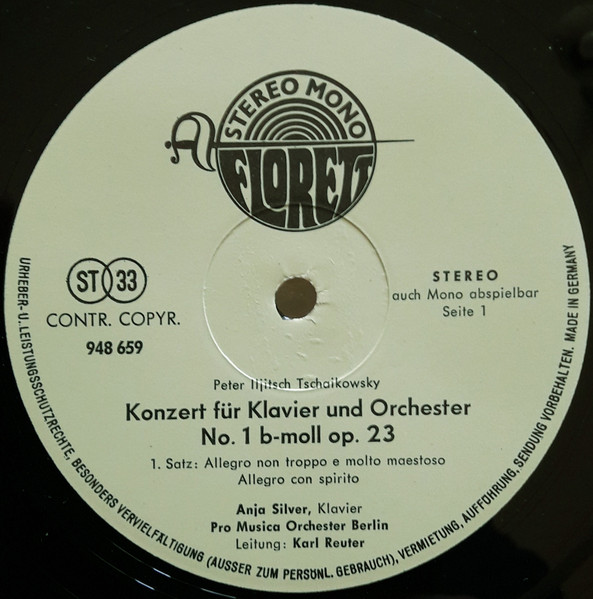 STEREO MONO
FLORETT
ST 33
CONTR. COPYR.
948 659
STEREO
auch Mono abspielbar
Seite 1
Peter Iljitsch Tschaikowsky
Konzert für Klavier und Orchester
No. 1 b-moll op. 23
1. Satz: Allegro non troppo e molto maestoso
Allegro con spirito
Anja Silver, Klavier
Pro Musica Orchester Berlin
Leitung: Karl Reuter
URHEBER- U. LEISTUNGSSCHUTZRECHTE, BESONDERS VERVIELFÄLTIGUNG (AUSSER ZUM PERSÖNL. GEBRAUCH), VERMIETUNG, AUFFÜHRUNG, SENDUNG VORBEHALTEN. MADE IN GERMANY